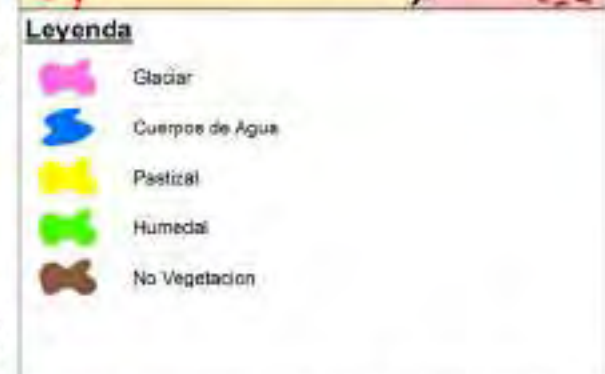 Leyenda
Glaciar
Cuerpos de Agua
Pastizal
Humedal
No Vegetacion